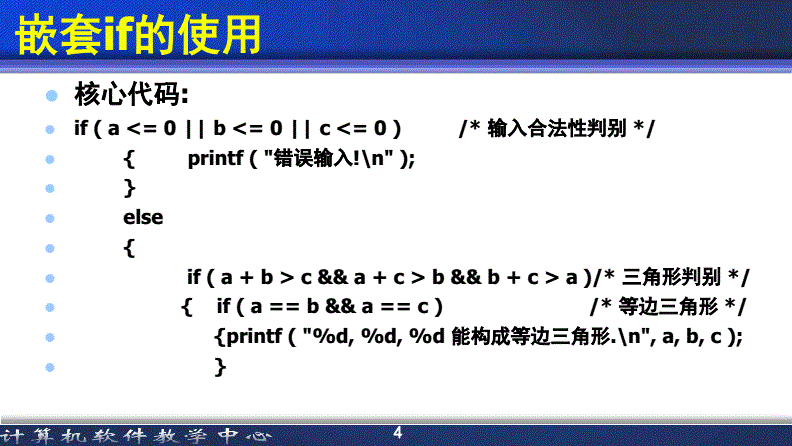 嵌套if的使用
核心代码:
if ( a <= 0 || b <= 0 || c <= 0 ) /* 输入合法性判别 */
{ printf ( "错误输入!\n" );
}
else
{
if ( a + b > c && a + c > b && b + c > a )/* 三角形判别 */
{ if ( a == b && a == c ) /* 等边三角形 */
{printf ( "%d, %d, %d 能构成等边三角形.\n", a, b, c );
}
计算机软件教学中心 4